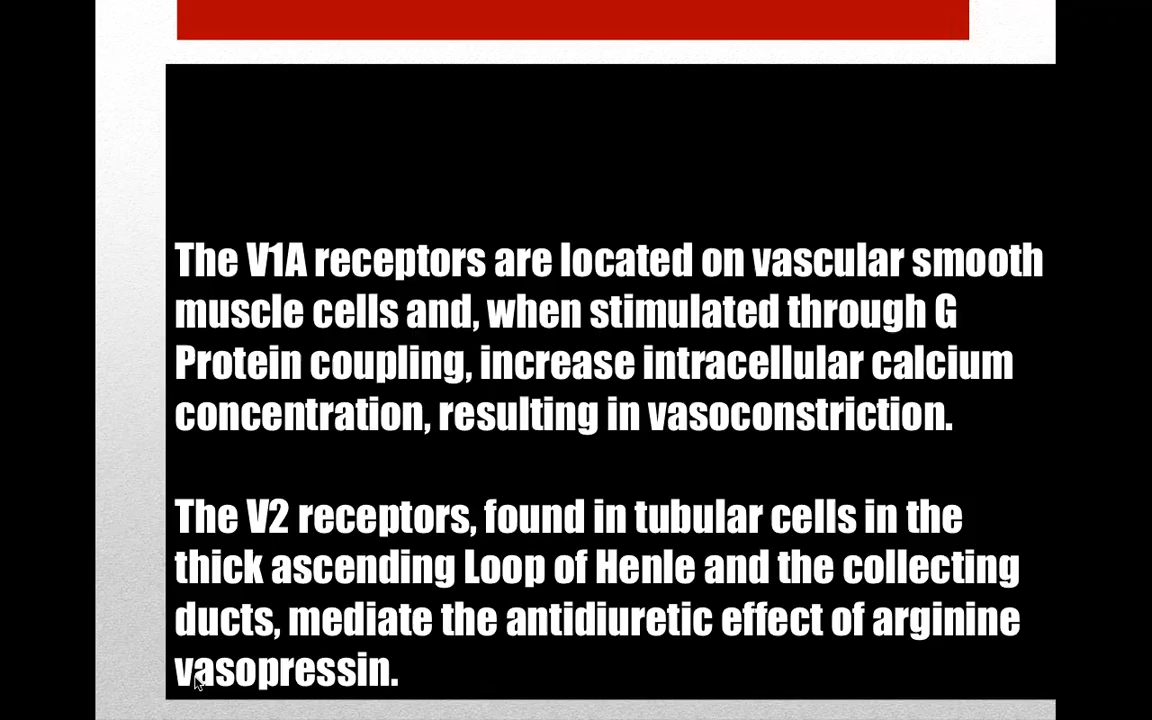 The V1A receptors are located on vascular smooth
muscle cells and, when stimulated through G
Protein coupling, increase intracellular calcium
concentration, resulting in vasoconstriction.
The V2 receptors, found in tubular cells in the
thick ascending Loop of Henle and the collecting
ducts, mediate the antidiuretic effect of arginine
vasopressin.